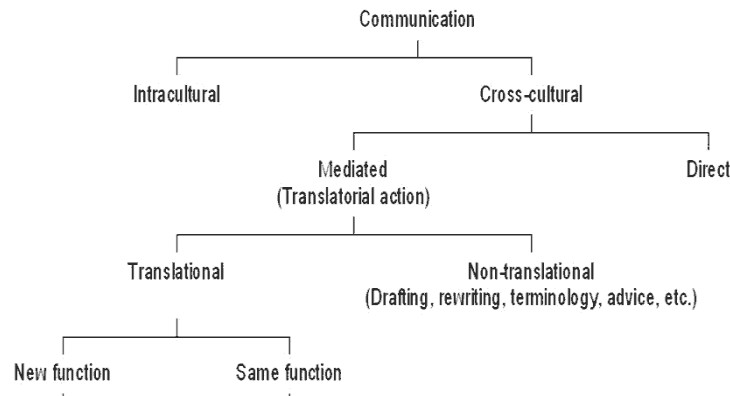 Communication
Intracultural
Cross-cultural
Mediated
(Translatorial action)
Direct
Translational
Non-translational
(Drafting, rewriting, terminology, advice, etc.)
New function
Same function